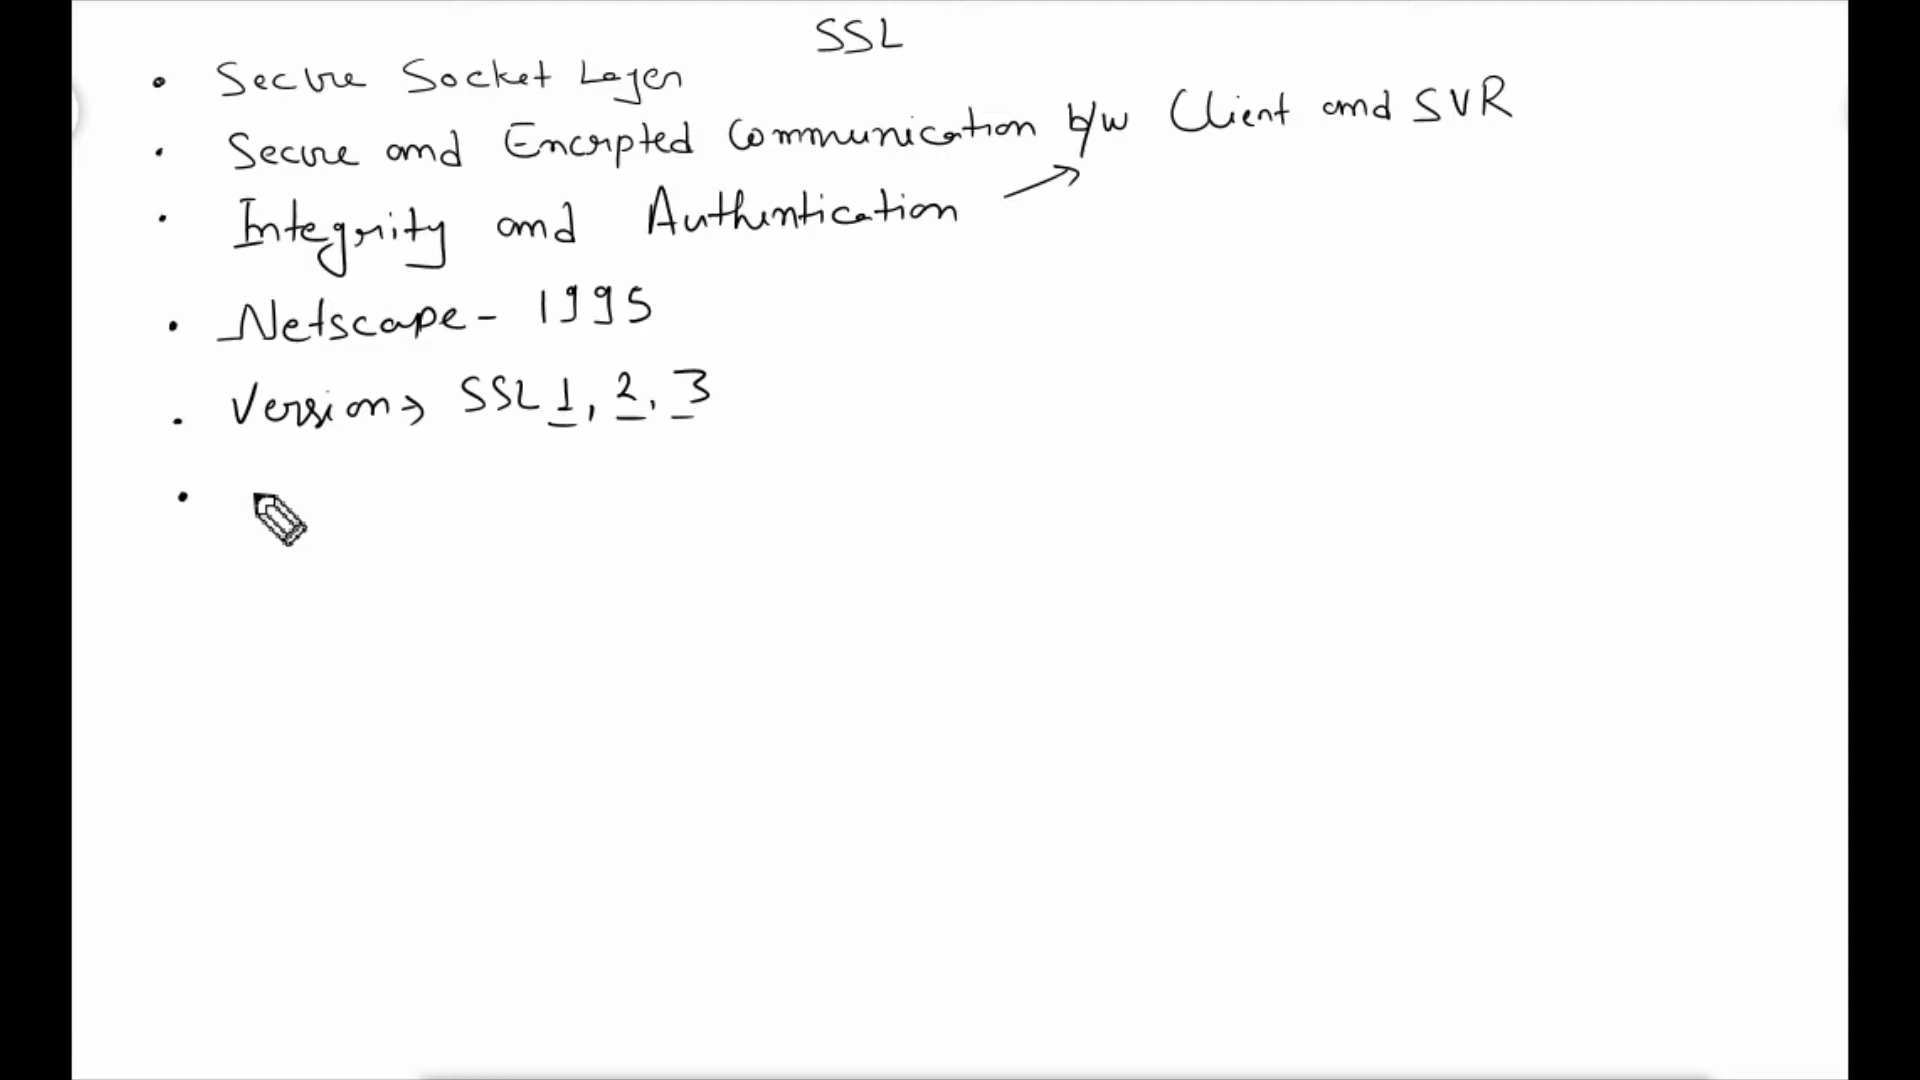 SSL
• Secure Socket Layer
• Secure and Encrpted Communication b/w Client and SVR
• Integrity and Authentication →
• Netscape - 1995
• Version → SSL 1, 2, 3
•